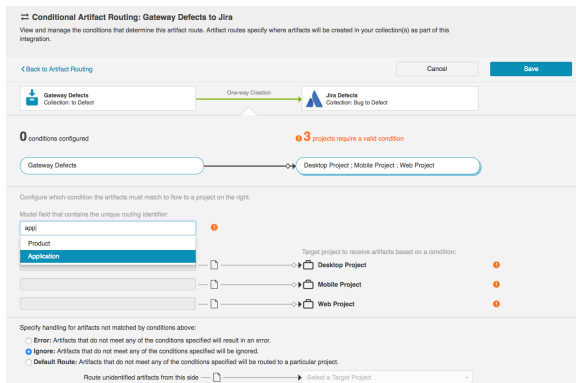 Conditional Artifact Routing: Gateway Defects to Jira
View and manage the conditions that determine this artifact route. Artifact routes specify where artifacts will be created in your collection(s) as part of this
integration.
Back to Artifact Routing
Cancel
Save
Gateway Defects
Collection: to Defect
One-way Creation
Jira Defects
Collection: Bug to Defect
0 conditions configured
3 projects require a valid condition
Gateway Defects
Desktop Project ; Mobile Project ; Web Project
Configure which condition the artifacts must match to flow to a project on the right.
Model field that contains the unique routing identifier:
app
Product
Application
Target project to receive artifacts based on a condition:
Desktop Project
Mobile Project
Web Project
Specify handling for artifacts not matched by conditions above:
Error: Artifacts that do not meet any of the conditions specified will result in an error.
Ignore: Artifacts that do not meet any of the conditions specified will be ignored.
Default Route: Artifacts that do not meet any of the conditions specified will be routed to a particular project.
Route unidentified artifacts from this side
Select a Target Project